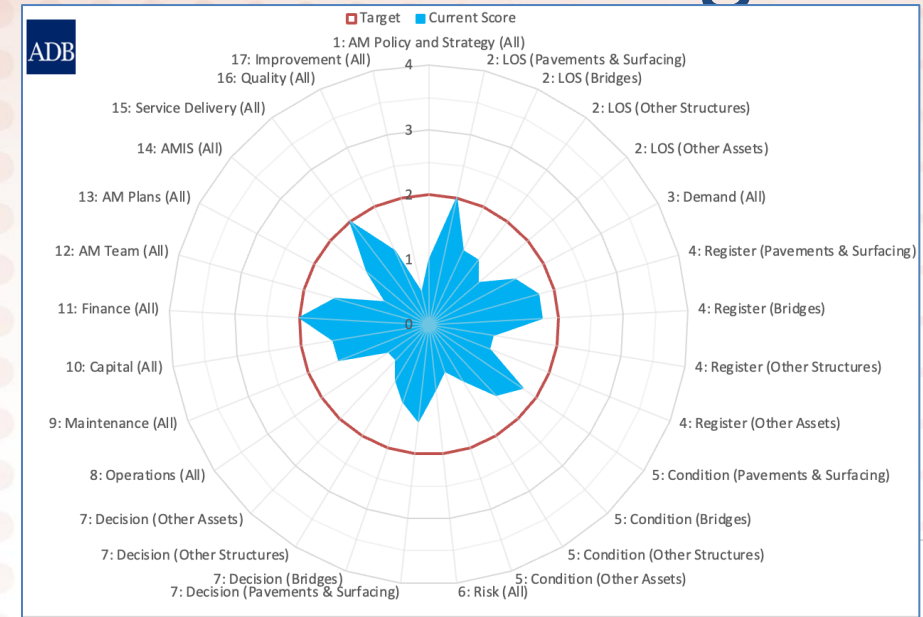 ADB
Target Current Score
1: AM Policy and Strategy (All)
2: LOS (Pavements & Surfacing)
2: LOS (Bridges)
2: LOS (Other Structures)
2: LOS (Other Assets)
3: Demand (All)
4: Register (Pavements & Surfacing)
4: Register (Bridges)
4: Register (Other Structures)
4: Register (Other Assets)
5: Condition (Pavements & Surfacing)
5: Condition (Bridges)
5: Condition (Other Structures)
5: Condition (Other Assets)
6: Risk (All)
7: Decision (Pavements & Surfacing)
7: Decision (Bridges)
7: Decision (Other Structures)
7: Decision (Other Assets)
8: Operations (All)
9: Maintenance (All)
10: Capital (All)
11: Finance (All)
12: AM Team (All)
13: AM Plans (All)
14: AMIS (All)
15: Service Delivery (All)
16: Quality (All)
17: Improvement (All)
4
3
2
1
0